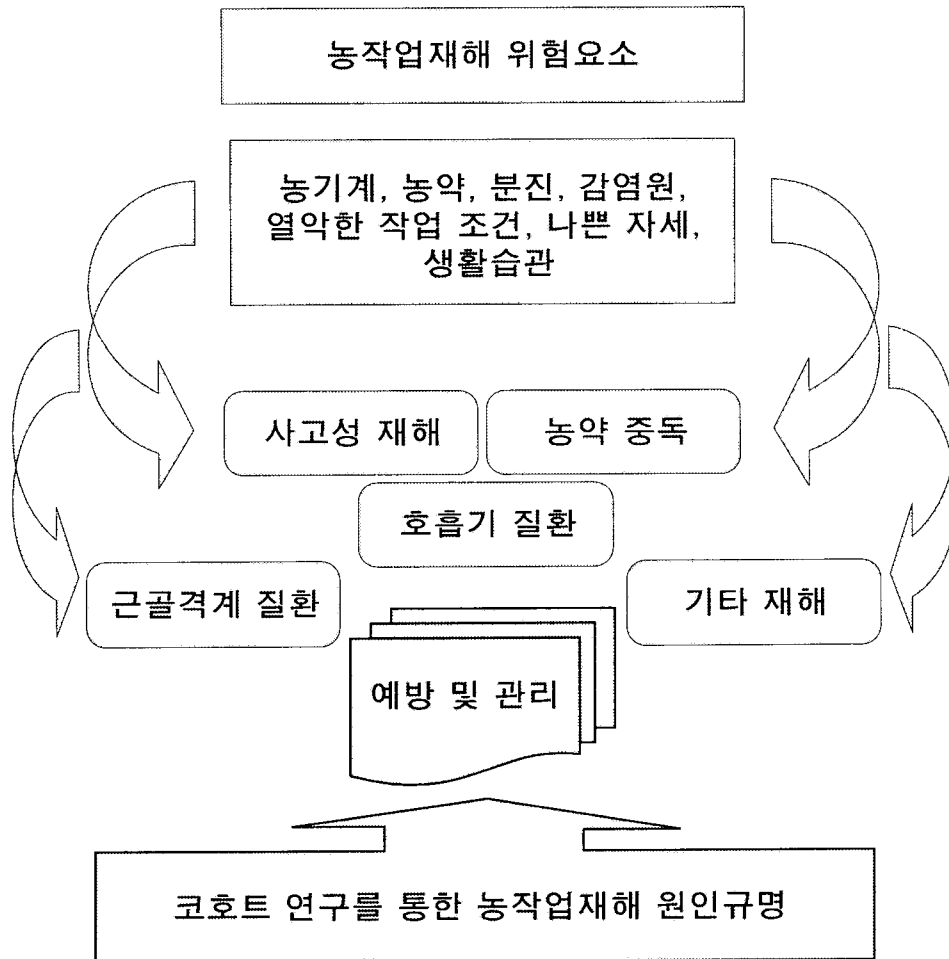 농작업재해 위험요소
농기계, 농약, 분진, 감염원,
열악한 작업 조건, 나쁜 자세,
생활습관
사고성 재해
농약 중독
호흡기 질환
근골격계 질환
기타 재해
예방 및 관리
코호트 연구를 통한 농작업재해 원인규명